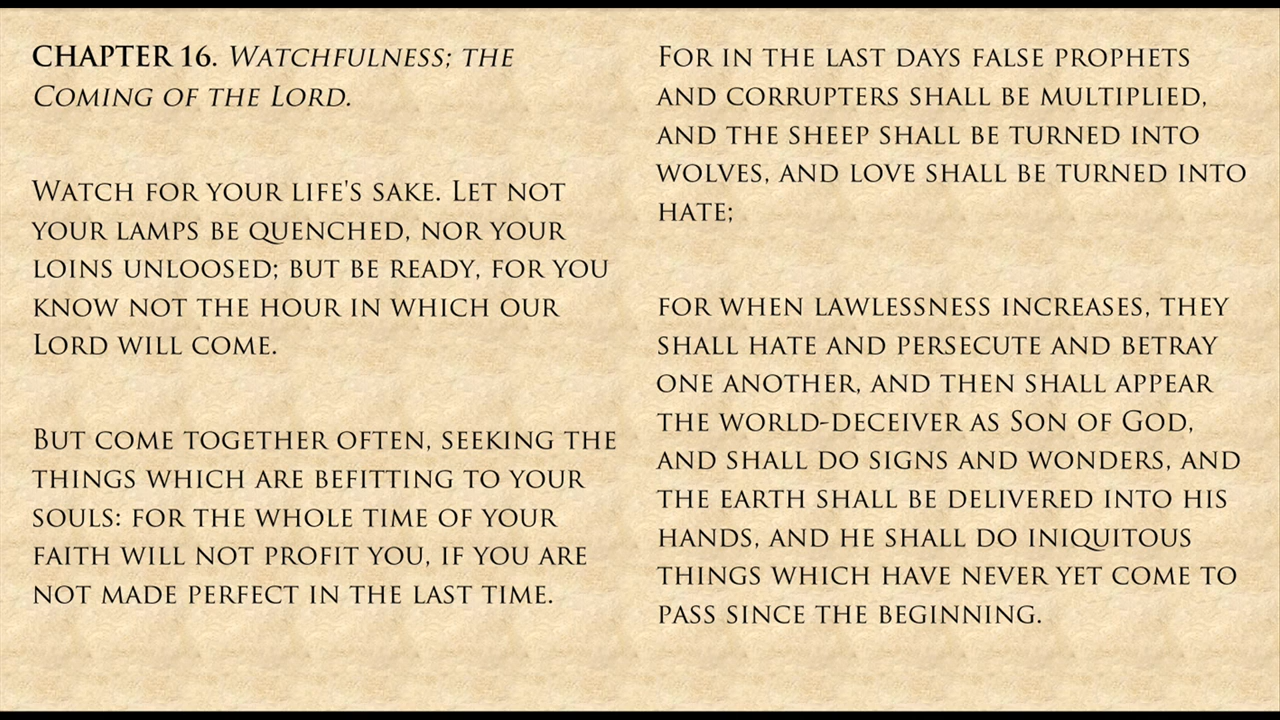 CHAPTER 16. Watchfulness; the
Coming of the Lord.
Watch for your life's sake. Let not
your lamps be quenched, nor your
loins unloosed; but be ready, for you
know not the hour in which our
Lord will come.
But come together often, seeking the
things which are befitting to your
souls: for the whole time of your
faith will not profit you, if you are
not made perfect in the last time.
For in the last days false prophets
and corrupters shall be multiplied,
and the sheep shall be turned into
wolves, and love shall be turned into
hate;
for when lawlessness increases, they
shall hate and persecute and betray
one another, and then shall appear
the world-deceiver as Son of God,
and shall do signs and wonders, and
the earth shall be delivered into his
hands, and he shall do iniquitous
things which have never yet come to
pass since the beginning.